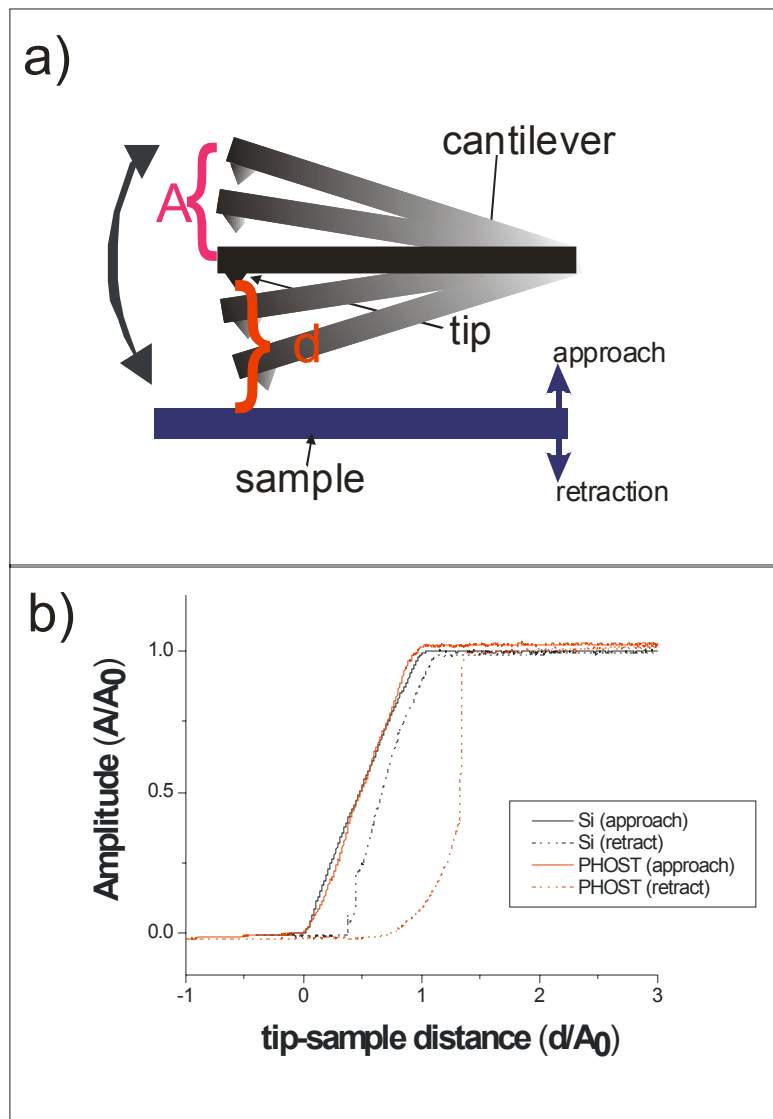 a)
cantilever
A
d
tip
approach
sample
retraction
b)
1.0
0.5
0.0
Amplitude (A/A0)
Si (approach)
Si (retract)
PHOST (approach)
PHOST (retract)
-1 0 1 2 3
tip-sample distance (d/A0)